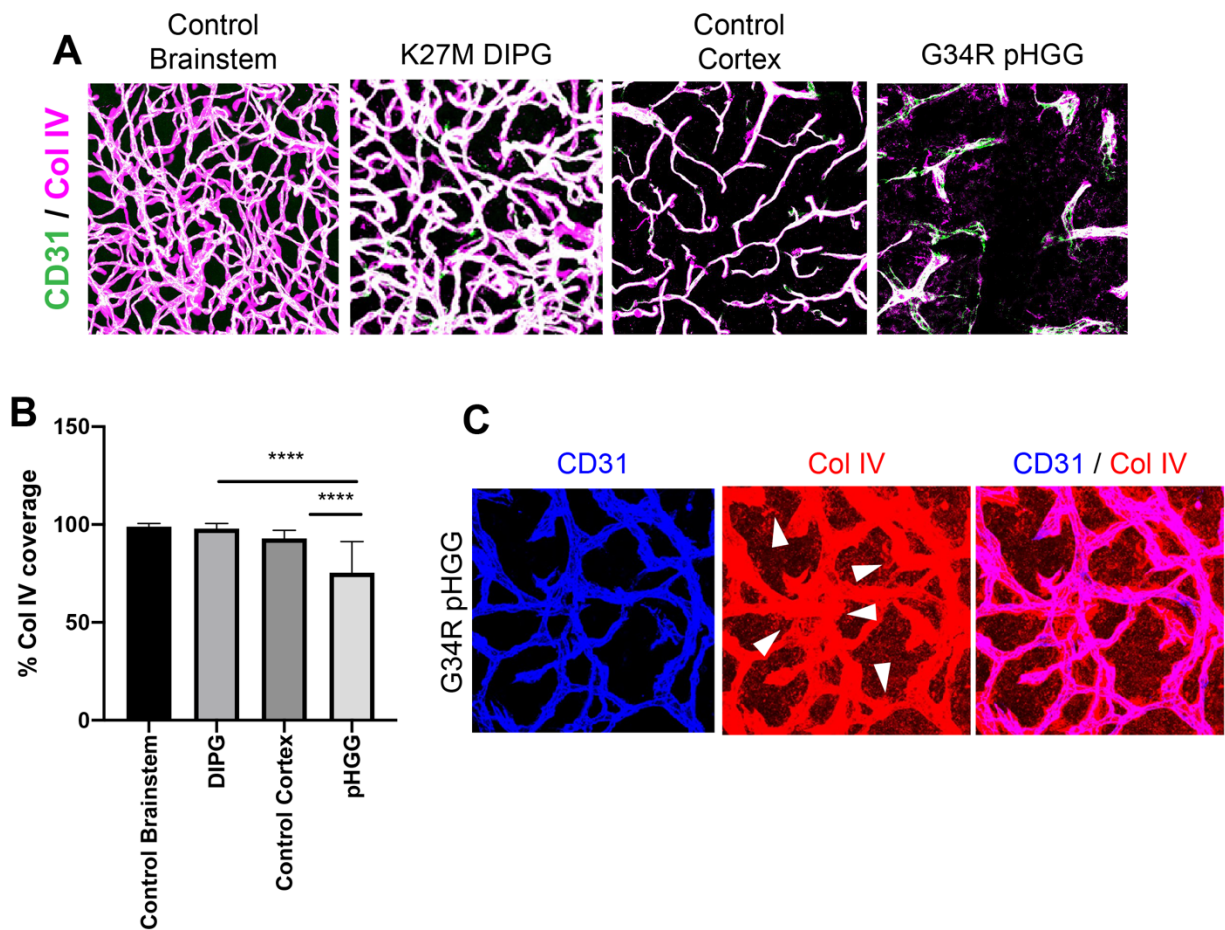 A
Control
Brainstem
K27M DIPG
Control
Cortex
G34R pHGG
CD31 / Col IV
B
% Col IV coverage
150
100
50
0
****
****
Control Brainstem
DIPG
Control Cortex
pHGG
C
CD31
Col IV
CD31 / Col IV
G34R pHGG